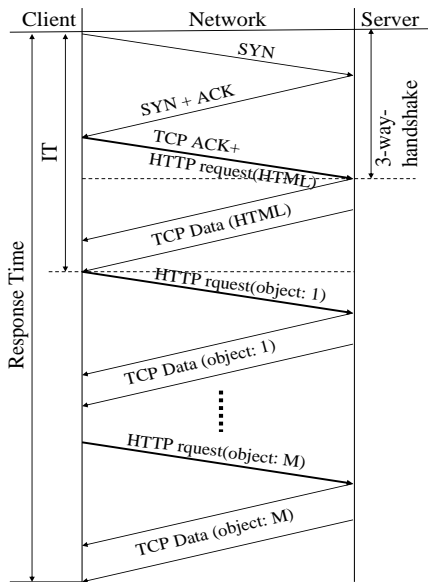 Client Network Server
SYN
SYN + ACK
TCP ACK+
HTTP request(HTML)
3-way-
handshake
IT
TCP Data (HTML)
HTTP rquest(object: 1)
Response Time
TCP Data (object: 1)
HTTP rquest(object: M)
TCP Data (object: M)